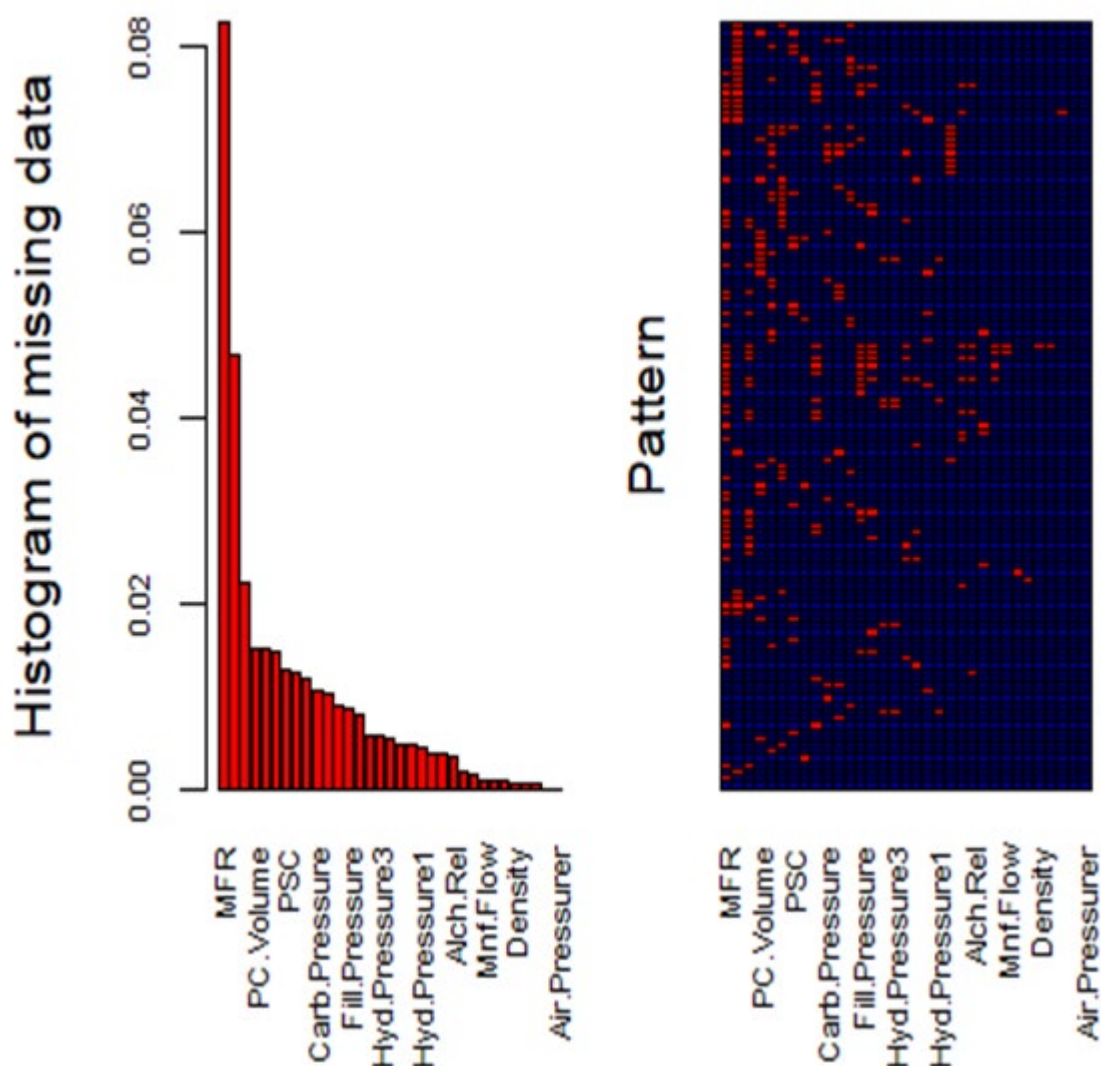 Histogram of missing data
0.08
0.06
0.04
0.02
0.00
MFR
PC.Volume
PSC
Carb.Pressure
Fill.Pressure
Hyd.Pressure3
Hyd.Pressure1
Alch.Rel
Mnf.Flow
Density
Air.Pressurer
Pattern
MFR
PC.Volume
PSC
Carb.Pressure
Fill.Pressure
Hyd.Pressure3
Hyd.Pressure1
Alch.Rel
Mnf.Flow
Density
Air.Pressurer